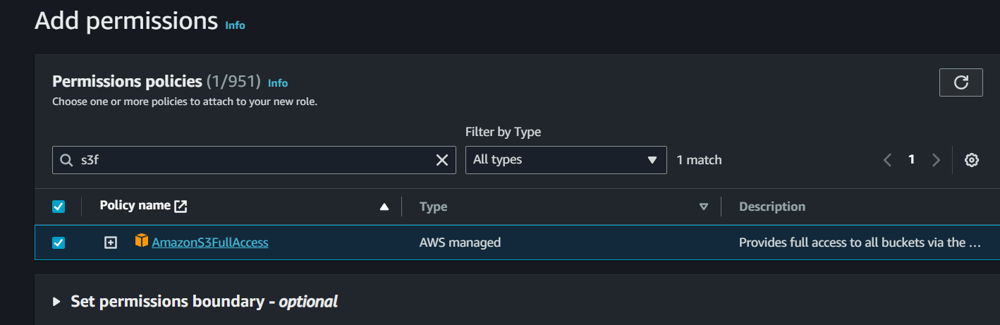 Add permissions Info
Permissions policies (1/951) Info
Choose one or more policies to attach to your new role.
Filter by Type
s3f All types 1 match 1
Policy name Type Description
AmazonS3FullAccess AWS managed Provides full access to all buckets via the ...
Set permissions boundary - optional